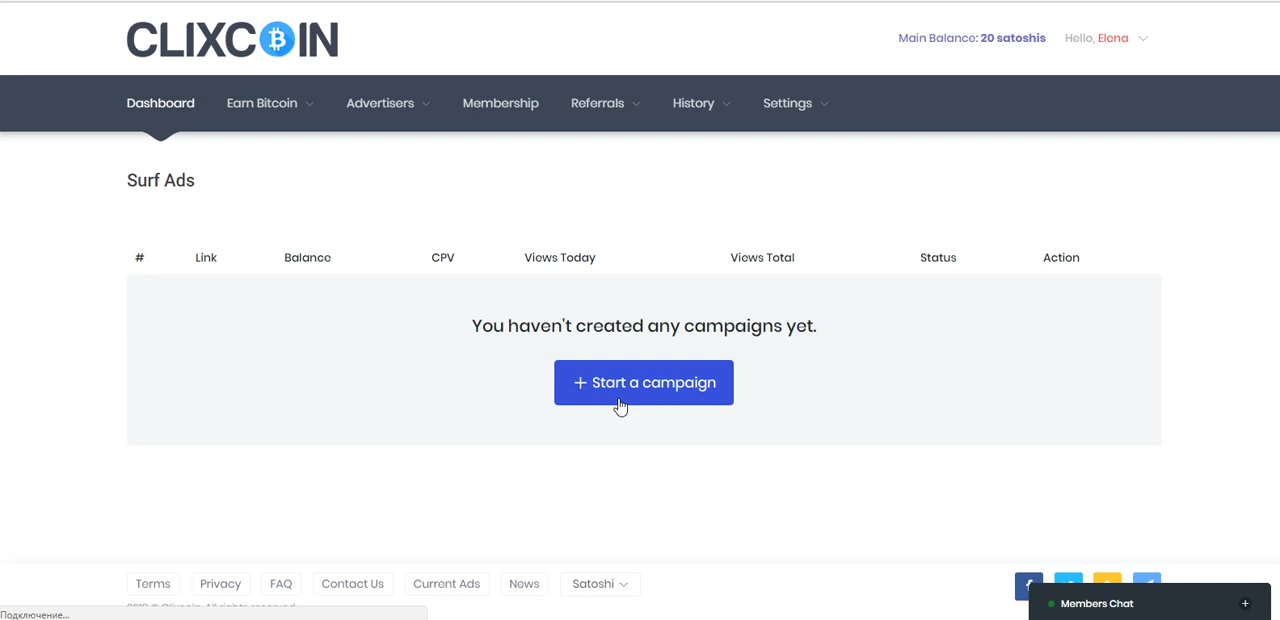 CLIXCOIN
Main Balance: 20 satoshis Hello, Elena
Dashboard Earn Bitcoin Advertisers Membership Referrals History Settings
Surf Ads
# Link Balance CPV Views Today Views Total Status Action
You haven't created any campaigns yet.
+ Start a campaign
Terms Privacy FAQ Contact Us Current Ads News Satoshi
Members Chat +
Подключение...